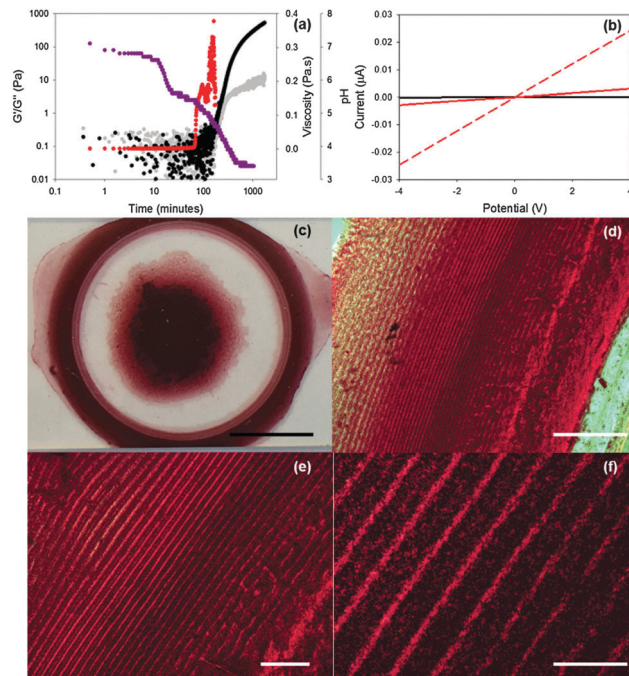 (a)
G'/G'' (Pa)
1000
100
10
1
0.1
0.01
0.1
1
10
100
1000
Time (minutes)
0.4
0.3
0.2
0.1
0.0
Viscosity (Pa.s)
8
7
6
5
4
3
pH
(b)
Current (µA)
0.03
0.02
0.01
0.00
-0.01
-0.02
-0.03
-4
-2
0
2
4
Potential (V)
(c)
(d)
(e)
(f)